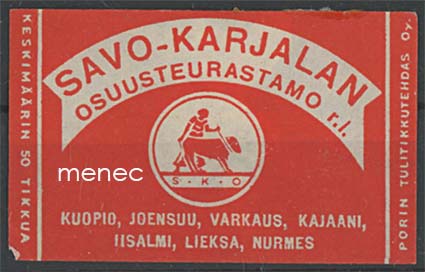 KESKIMÄÄRIN 50 TIKKUA
SAVO-KARJALAN
OSUUSTEURASTAMO r.l.
menec
S-K-O
KUOPIO, JOENSUU, VARKAUS, KAJAANI,
IISALMI, LIEKSA, NURMES
PORIN TULITIKKUTEHDAS Oy.